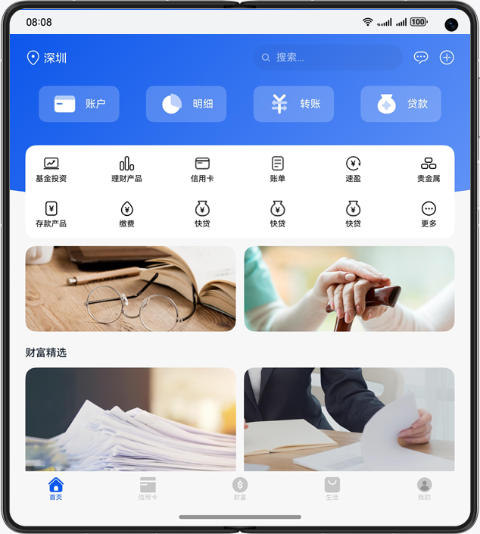 08:08
100
深圳
搜索...
账户
明细
转账
贷款
基金投资
理财产品
信用卡
账单
速盈
贵金属
存款产品
缴费
快贷
快贷
快贷
更多
财富精选
首页
信用卡
财富
生活
我的